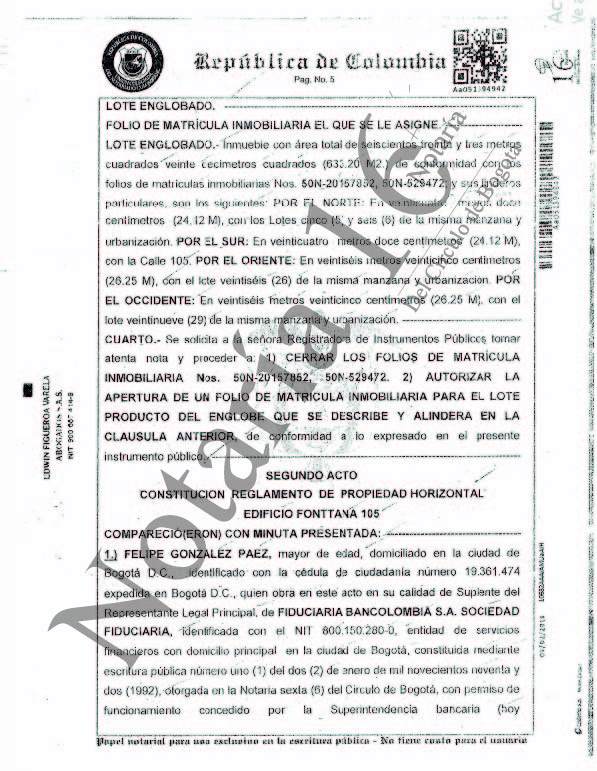 República de Colombia
Pag. No. 5
Aa051394942
LOTE ENGLOBADO.
FOLIO DE MATRÍCULA INMOBILIARIA EL QUE SE LE ASIGNE
LOTE ENGLOBADO.- Inmueble con área total de seiscientos treinta y tres metros
cuadrados veinte decímetros cuadrados (633.20 M2.) de conformidad con los
folios de matrículas inmobiliarias Nos. 50N-20157852, 50N-529472, y sus linderos
particulares, son los siguientes: POR EL NORTE: En veinticuatro metros doce
centímetros (24.12 M), con los Lotes cinco (5) y seis (6) de la misma manzana y
urbanización. POR EL SUR: En veinticuatro metros doce centímetros (24.12 M),
con la Calle 105. POR EL ORIENTE: En veintiséis metros veinticinco centímetros
(26.25 M), con el lote veintiséis (26) de la misma manzana y urbanización. POR
EL OCCIDENTE: En veintiséis metros veinticinco centímetros (26.25 M), con el
lote veintinueve (29) de la misma manzana y urbanización.
CUARTO.- Se solicita a la señora Registradora de Instrumentos Públicos tomar
atenta nota y proceder a: 1) CERRAR LOS FOLIOS DE MATRÍCULA
INMOBILIARIA Nos. 50N-20157852, 50N-529472. 2) AUTORIZAR LA
APERTURA DE UN FOLIO DE MATRICULA INMOBILIARIA PARA EL LOTE
PRODUCTO DEL ENGLOBE QUE SE DESCRIBE Y ALINDERA EN LA
CLAUSULA ANTERIOR, de conformidad a lo expresado en el presente
instrumento público.
SEGUNDO ACTO
CONSTITUCION REGLAMENTO DE PROPIEDAD HORIZONTAL
EDIFICIO FONTTANA 105
COMPARECIÓ(ERON) CON MINUTA PRESENTADA:
1.) FELIPE GONZÁLEZ PAEZ, mayor de edad, domiciliado en la ciudad de
Bogotá D.C., identificado con la cédula de ciudadanía número 19.361.474
expedida en Bogotá D.C., quien obra en este acto en su calidad de Suplente del
Representante Legal Principal, de FIDUCIARIA BANCOLOMBIA S.A. SOCIEDAD
FIDUCIARIA, identificada con el NIT 800.150.280-0, entidad de servicios
financieros con domicilio principal en la ciudad de Bogotá, constituida mediante
escritura pública número uno (1) del dos (2) de enero de mil novecientos noventa y
dos (1992), otorgada en la Notaria sexta (6) del Circulo de Bogotá, con permiso de
funcionamiento concedido por la Superintendencia bancaria (hoy
Papel notarial para uso exclusivo en la escritura pública - No tiene costo para el usuario
EDWIN FIGUEROA VARELA
ABOGADOS S.A.S.
Notaría 16
Notaría
Del Círculo de Bogotá